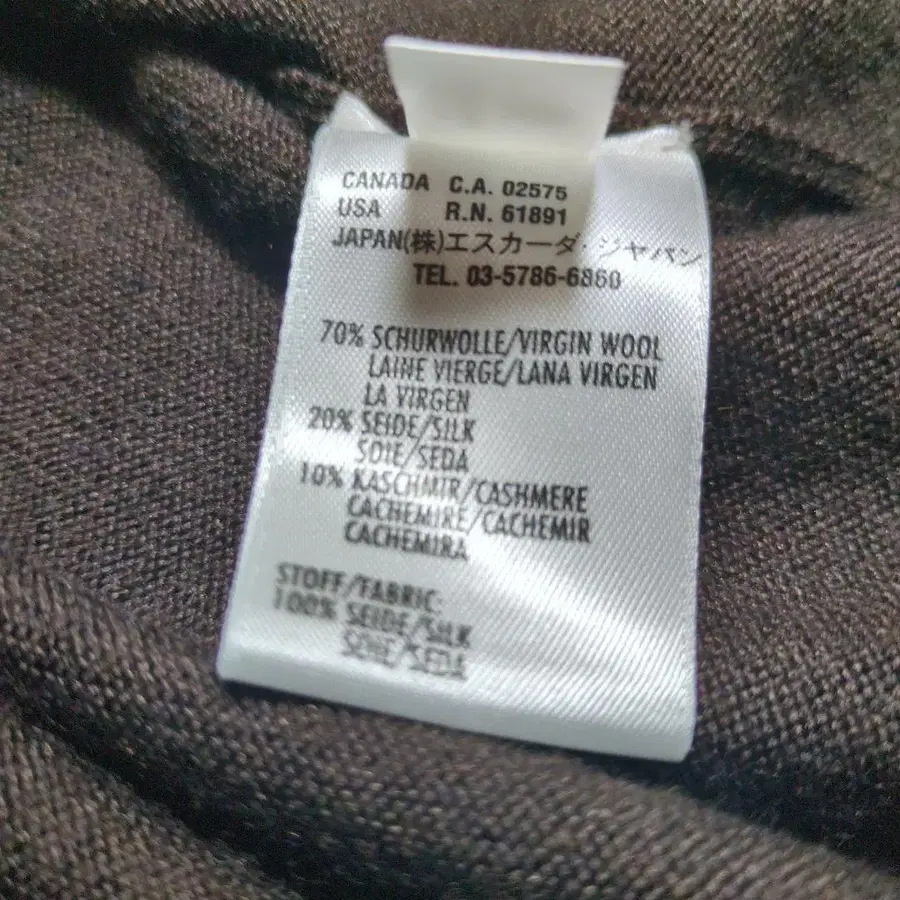 CANADA C.A. 02575
USA R.N. 61891
JAPAN(株)エスカーダ・ジャパン
TEL. 03-5786-6860
70% SCHURWOLLE/VIRGIN WOOL
LAINE VIERGE/LANA VIRGEN
LA VIRGEN
20% SEIDE/SILK
SOIE/SEDA
10% KASCHMIR/CASHMERE
CACHEMIRE/CACHEMIR
CACHEMIRA
STOFF/FABRIC:
100% SEIDE/SILK
SOIE/SEDA